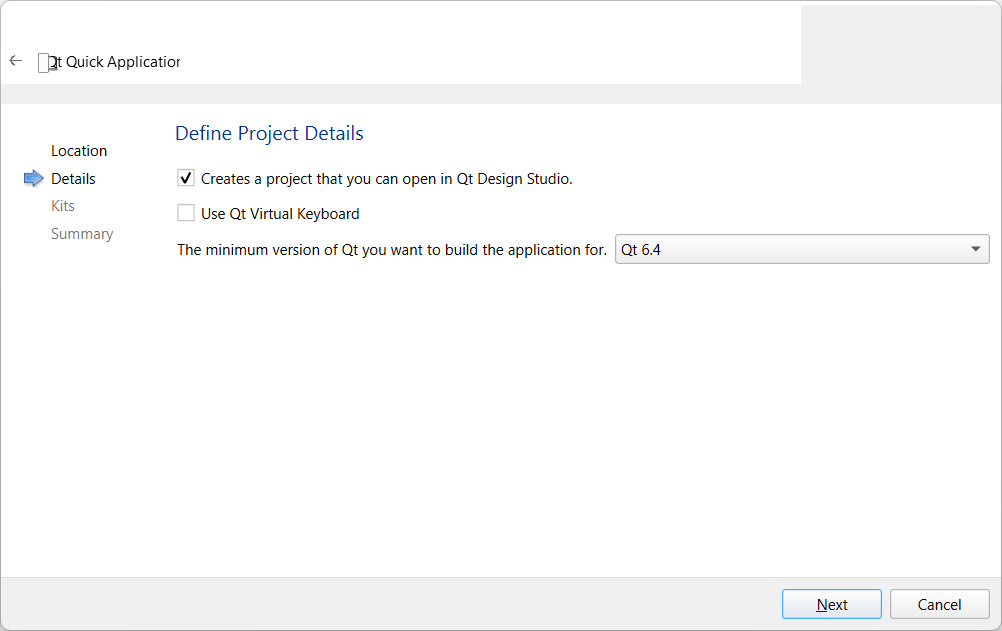 Qt Quick Application
Define Project Details
Location
Details
Kits
Summary
Creates a project that you can open in Qt Design Studio.
Use Qt Virtual Keyboard
The minimum version of Qt you want to build the application for. Qt 6.4
Next Cancel